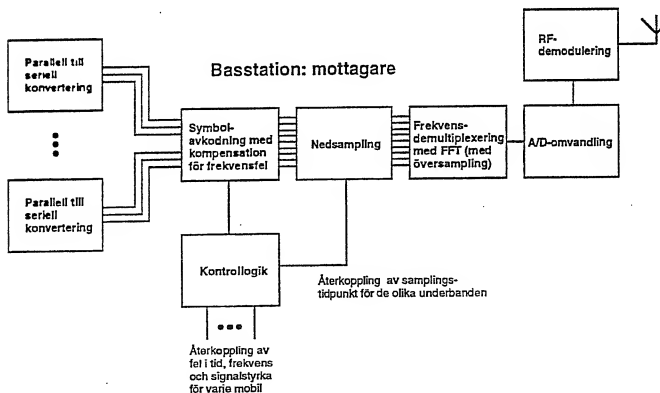 Basstation: mottagare
Parallell till
seriell
konvertering
Parallell till
seriell
konvertering
Symbol-
avkodning med
kompensation
för frekvensfel
Nedsampling
Frekvens-
demultiplexering
med FFT (med
översampling)
A/D-omvandling
RF-
demodulering
Kontrollogik
Återkoppling av samplings-
tidpunkt för de olika underbanden
Återkoppling av
fel i tid, frekvens
och signalstyrka
för varje mobil